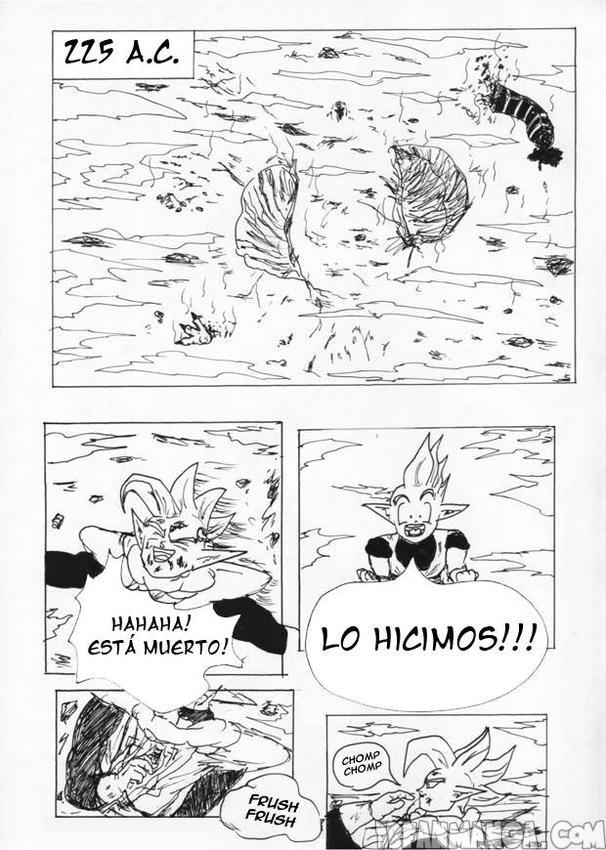 225 A.C.
HAHAHA!
ESTÁ MUERTO!
LO HICIMOS!!!
FRUSH
FRUSH
CHOMP
CHOMP